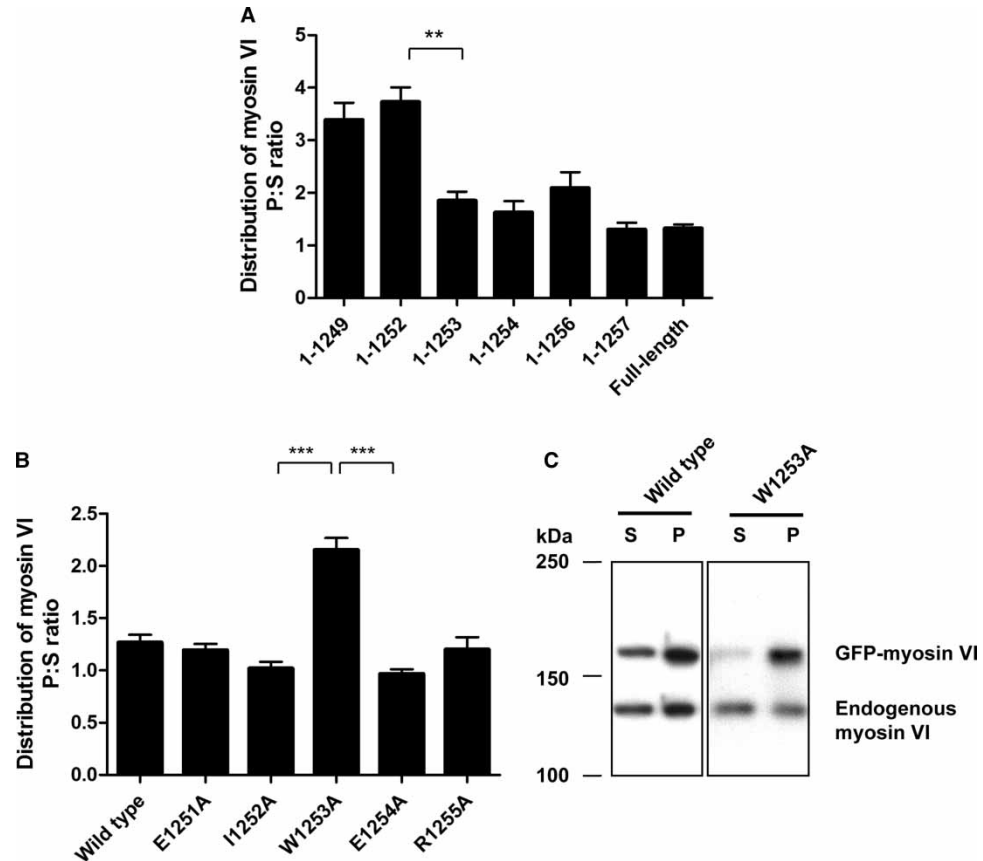 A
Distribution of myosin VI
P:S ratio
5
4
3
2
1
0
**
1-1249
1-1252
1-1253
1-1254
1-1256
1-1257
Full-length
B
Distribution of myosin VI
P:S ratio
2.5
2.0
1.5
1.0
0.5
0.0
***
***
Wild type
E1251A
I1252A
W1253A
E1254A
R1255A
C
Wild type
W1253A
kDa
S
P
S
P
250
150
100
GFP-myosin VI
Endogenous
myosin VI